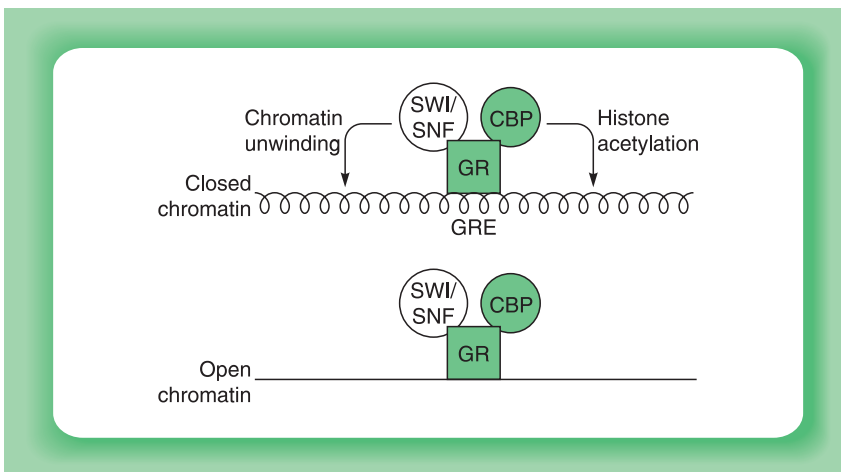 SWI/
SNF
CBP
Chromatin
unwinding
Histone
acetylation
GR
Closed
chromatin
GRE
SWI/
SNF
CBP
GR
Open
chromatin